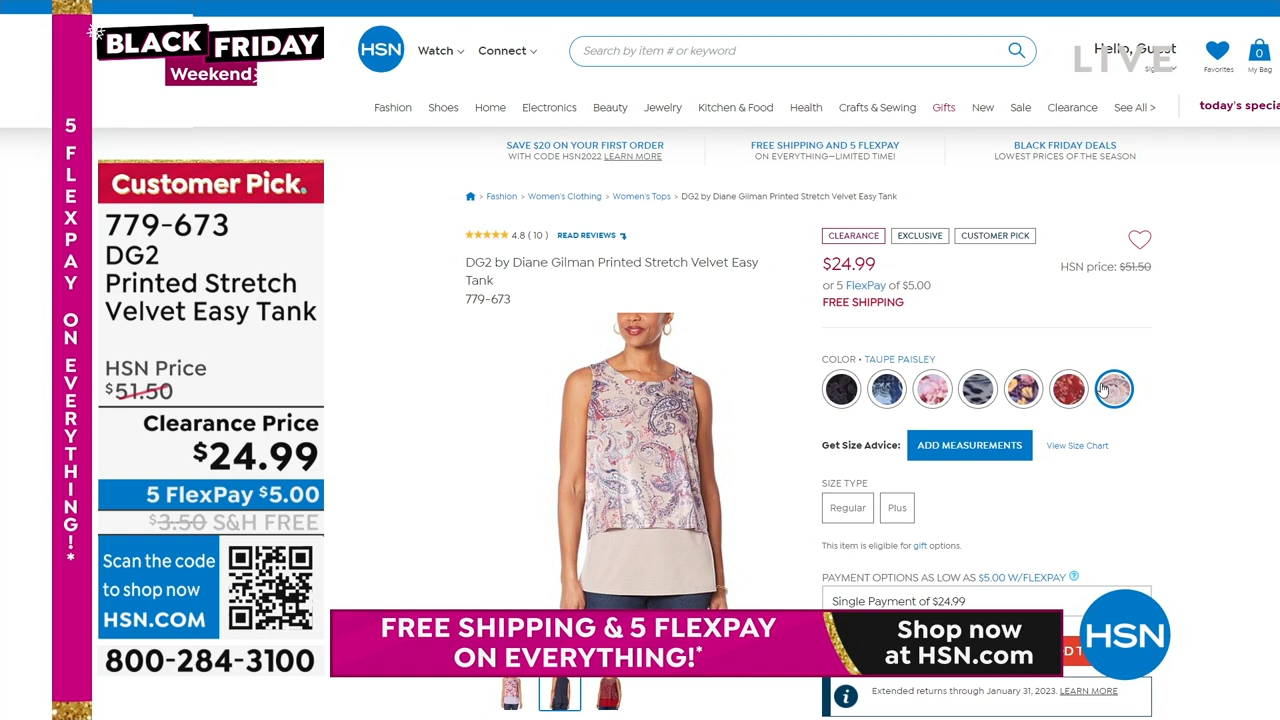 BLACK FRIDAY
Weekend
5 FLEXPAY ON EVERYTHING!*
Customer Pick.
779-673
DG2
Printed Stretch
Velvet Easy Tank
HSN Price
$51.50
Clearance Price
$24.99
5 FlexPay $5.00
$3.50 S&H FREE
Scan the code
to shop now
HSN.COM
800-284-3100
HSN
Watch
Connect
Search by item # or keyword
Hello, Guest
LIVE
Favorites
0
My Bag
Fashion Shoes Home Electronics Beauty Jewelry Kitchen & Food Health Crafts & Sewing Gifts New Sale Clearance See All >
today's specia
SAVE $20 ON YOUR FIRST ORDER
WITH CODE HSN2022 LEARN MORE
FREE SHIPPING AND 5 FLEXPAY
ON EVERYTHING—LIMITED TIME!
BLACK FRIDAY DEALS
LOWEST PRICES OF THE SEASON
> Fashion > Women's Clothing > Women's Tops > DG2 by Diane Gilman Printed Stretch Velvet Easy Tank
4.8 ( 10 ) READ REVIEWS
DG2 by Diane Gilman Printed Stretch Velvet Easy
Tank
779-673
CLEARANCE EXCLUSIVE CUSTOMER PICK
$24.99
HSN price: $51.50
or 5 FlexPay of $5.00
FREE SHIPPING
COLOR • TAUPE PAISLEY
Get Size Advice: ADD MEASUREMENTS View Size Chart
SIZE TYPE
Regular Plus
This item is eligible for gift options.
PAYMENT OPTIONS AS LOW AS $5.00 W/FLEXPAY ?
Single Payment of $24.99
FREE SHIPPING & 5 FLEXPAY
ON EVERYTHING!*
Shop now
at HSN.com
HSN
Extended returns through January 31, 2023. LEARN MORE